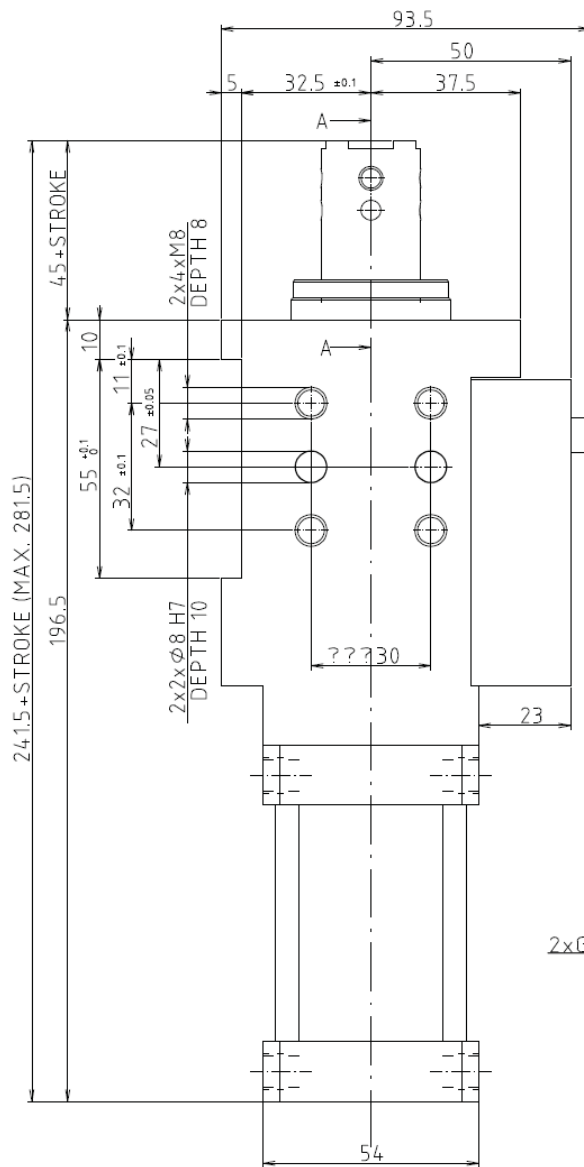 93.5
50
5
32.5 ±0.1
37.5
A
45+STROKE
2x4xM8
DEPTH 8
10
A
11 ±0.1
27 ±0.05
55 +0.1 0
32 ±0.1
241.5+STROKE (MAX. 281.5)
196.5
2x2xØ8 H7
DEPTH 10
???30
23
54